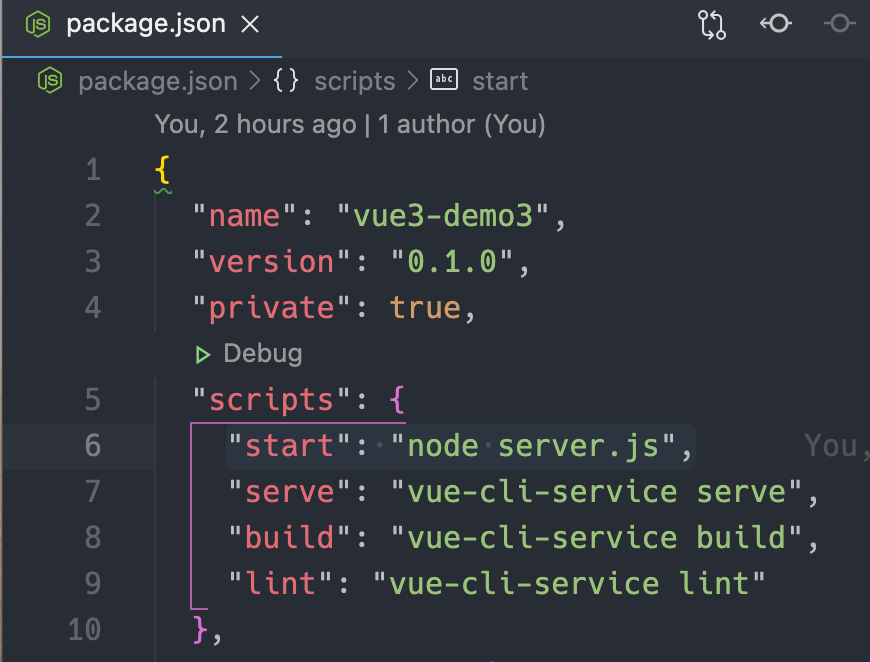 package.json
package.json > {} scripts > abc start
You, 2 hours ago | 1 author (You)
1 {
2 "name": "vue3-demo3",
3 "version": "0.1.0",
4 "private": true,
Debug
5 "scripts": {
6 "start": "node server.js", You,
7 "serve": "vue-cli-service serve",
8 "build": "vue-cli-service build",
9 "lint": "vue-cli-service lint"
10 },